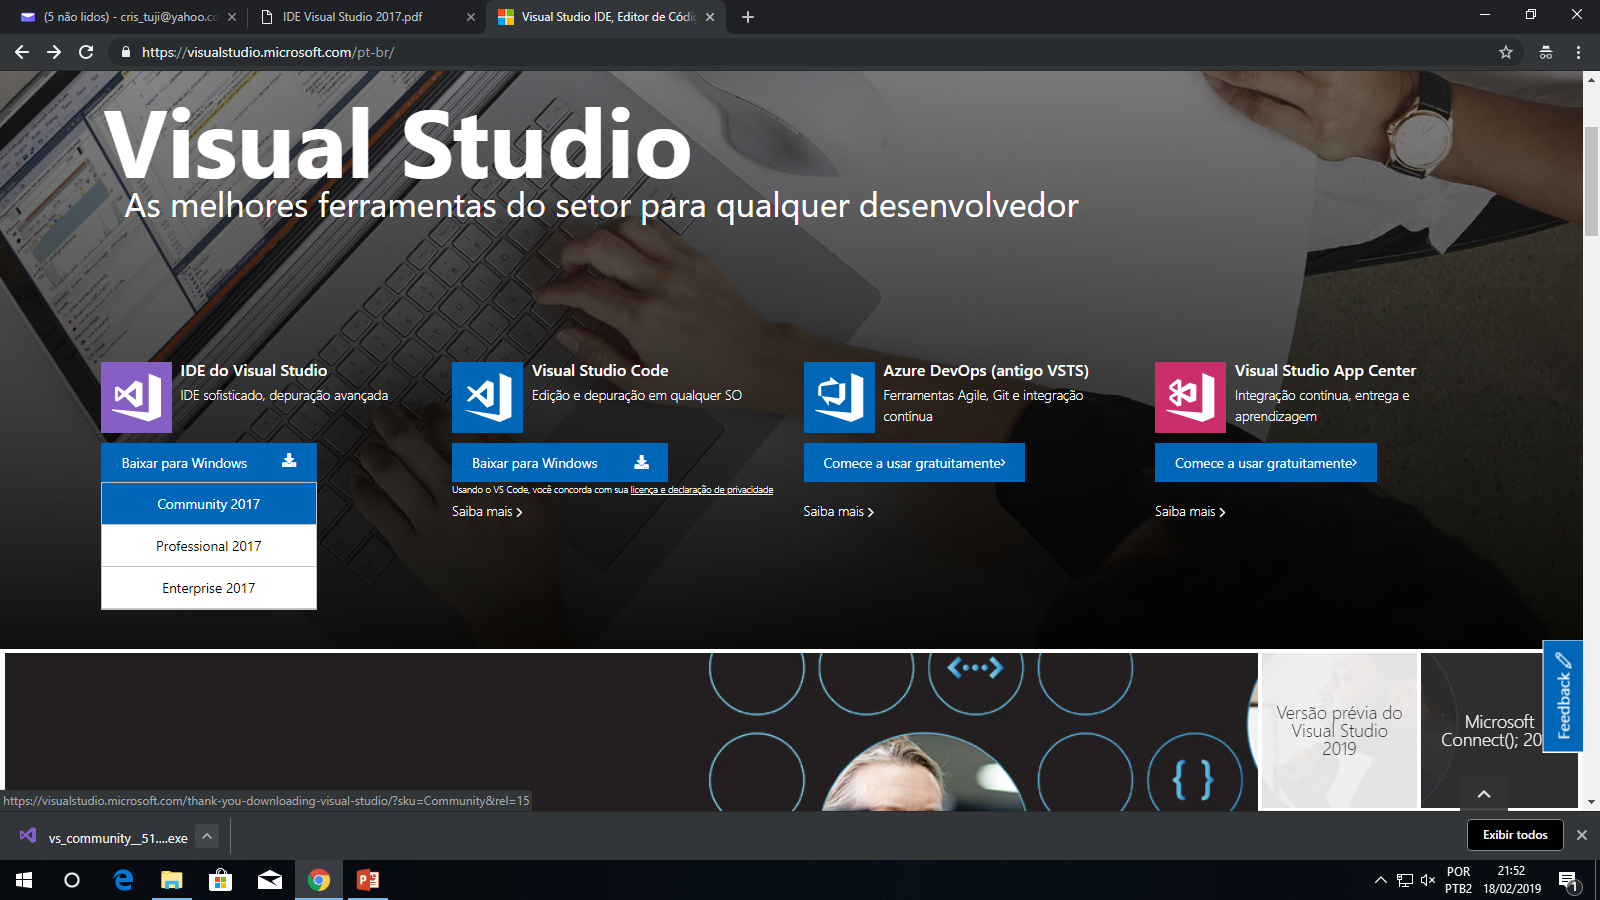 (5 não lidos) - cris_tuji@yahoo.co
IDE Visual Studio 2017.pdf
Visual Studio IDE, Editor de Códig
https://visualstudio.microsoft.com/pt-br/
Visual Studio
As melhores ferramentas do setor para qualquer desenvolvedor
IDE do Visual Studio
IDE sofisticado, depuração avançada
Baixar para Windows
Community 2017
Professional 2017
Enterprise 2017
Visual Studio Code
Edição e depuração em qualquer SO
Baixar para Windows
Usando o VS Code, você concorda com sua licença e declaração de privacidade
Saiba mais
Azure DevOps (antigo VSTS)
Ferramentas Agile, Git e integração
contínua
Comece a usar gratuitamente
Saiba mais
Visual Studio App Center
Integração contínua, entrega e
aprendizagem
Comece a usar gratuitamente
Saiba mais
Feedback
Versão prévia do
Visual Studio
2019
Microsoft
Connect(); 20
https://visualstudio.microsoft.com/thank-you-downloading-visual-studio/?sku=Community&rel=15
vs_community__51....exe
Exibir todos
POR
PTB2
21:52
18/02/2019
1